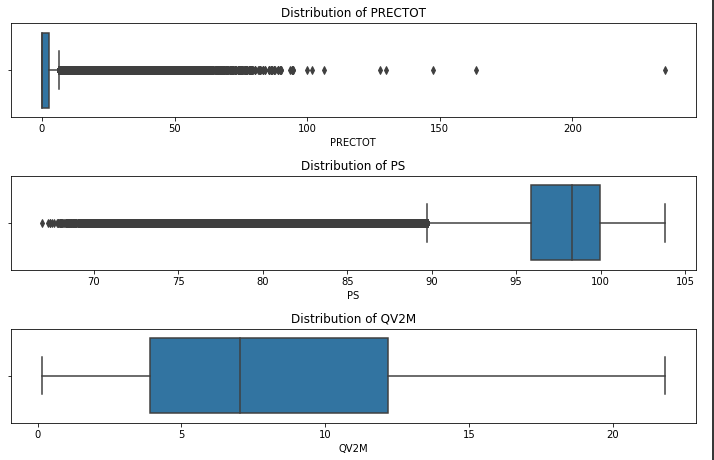 Distribution of PRECTOT
0 50 100 150 200
PRECTOT
Distribution of PS
70 75 80 85 90 95 100 105
PS
Distribution of QV2M
0 5 10 15 20
QV2M